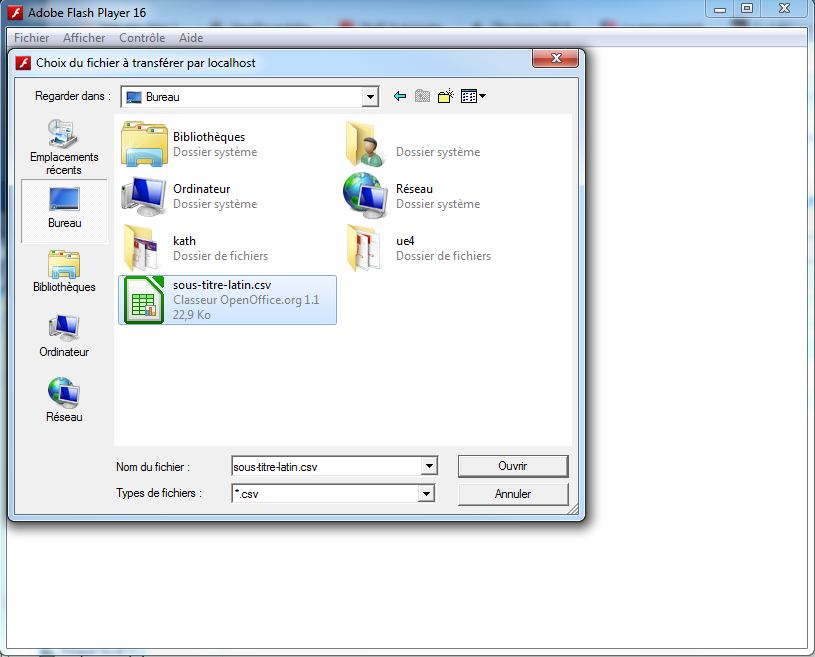 Adobe Flash Player 16
Fichier Afficher Contrôle Aide
Choix du fichier à transférer par localhost
Regarder dans : Bureau
Emplacements
récents
Bureau
Bibliothèques
Ordinateur
Réseau
Bibliothèques
Dossier système
Dossier système
Ordinateur
Dossier système
Réseau
Dossier système
kath
Dossier de fichiers
ue4
Dossier de fichiers
sous-titre-latin.csv
Classeur OpenOffice.org 1.1
22,9 Ko
Nom du fichier : sous-titre-latin.csv Ouvrir
Types de fichiers : *.csv Annuler